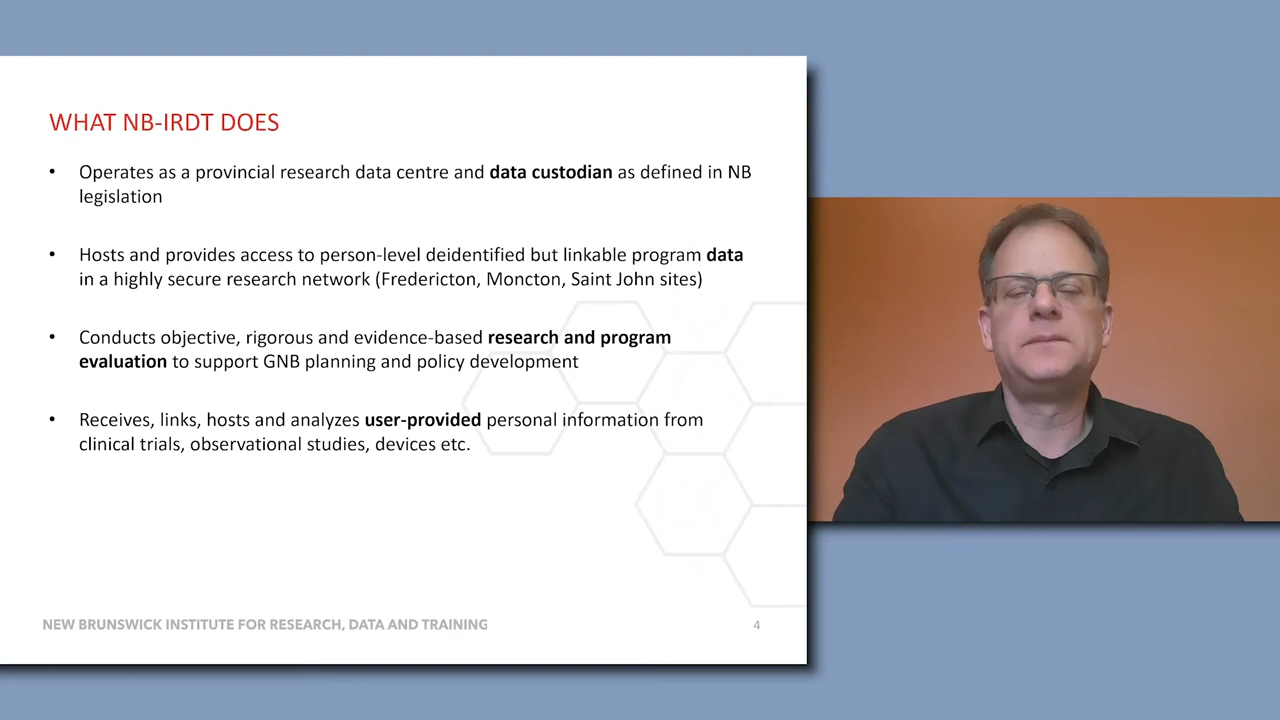 WHAT NB-IRDT DOES
• Operates as a provincial research data centre and data custodian as defined in NB
legislation
• Hosts and provides access to person-level deidentified but linkable program data
in a highly secure research network (Fredericton, Moncton, Saint John sites)
• Conducts objective, rigorous and evidence-based research and program
evaluation to support GNB planning and policy development
• Receives, links, hosts and analyzes user-provided personal information from
clinical trials, observational studies, devices etc.
NEW BRUNSWICK INSTITUTE FOR RESEARCH, DATA AND TRAINING
4